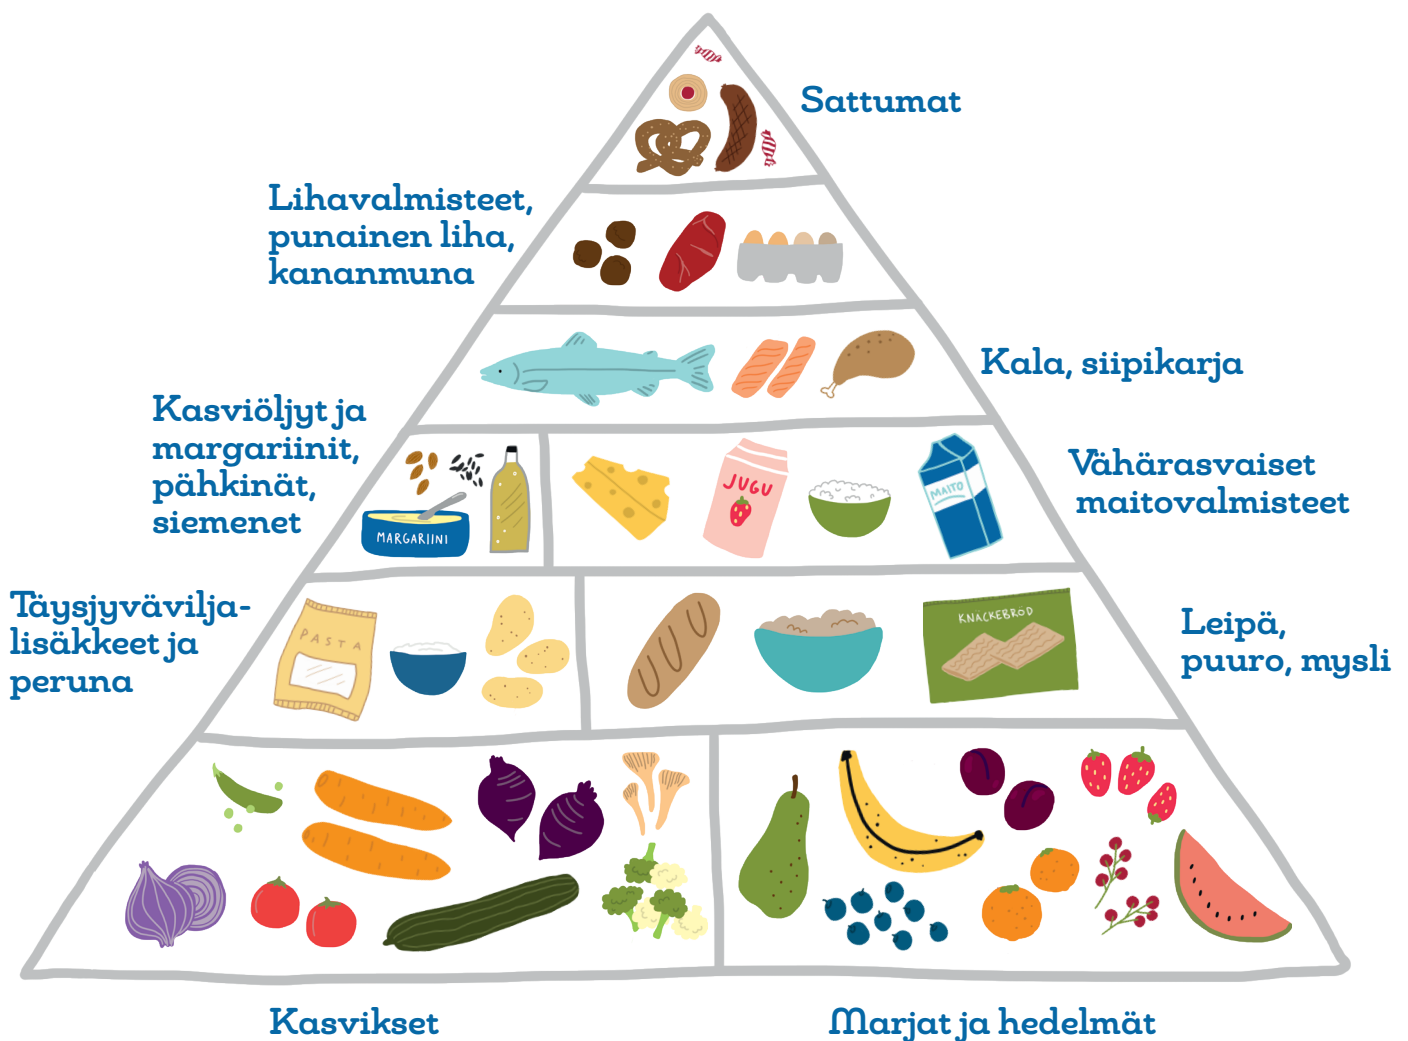 Sattumat
Lihavalmisteet,
punainen liha,
kananmuna
Kala, siipikarja
Kasviöljyt ja
margariinit,
pähkinät,
siemenet
MARGARIINI
JUGU
MAITO
Vähärasvaiset
maitovalmisteet
Täysjyvävilja-
lisäkkeet ja
peruna
PASTA
KNÄCKEBRÖD
Leipä,
puuro, mysli
Kasvikset
Marjat ja hedelmät